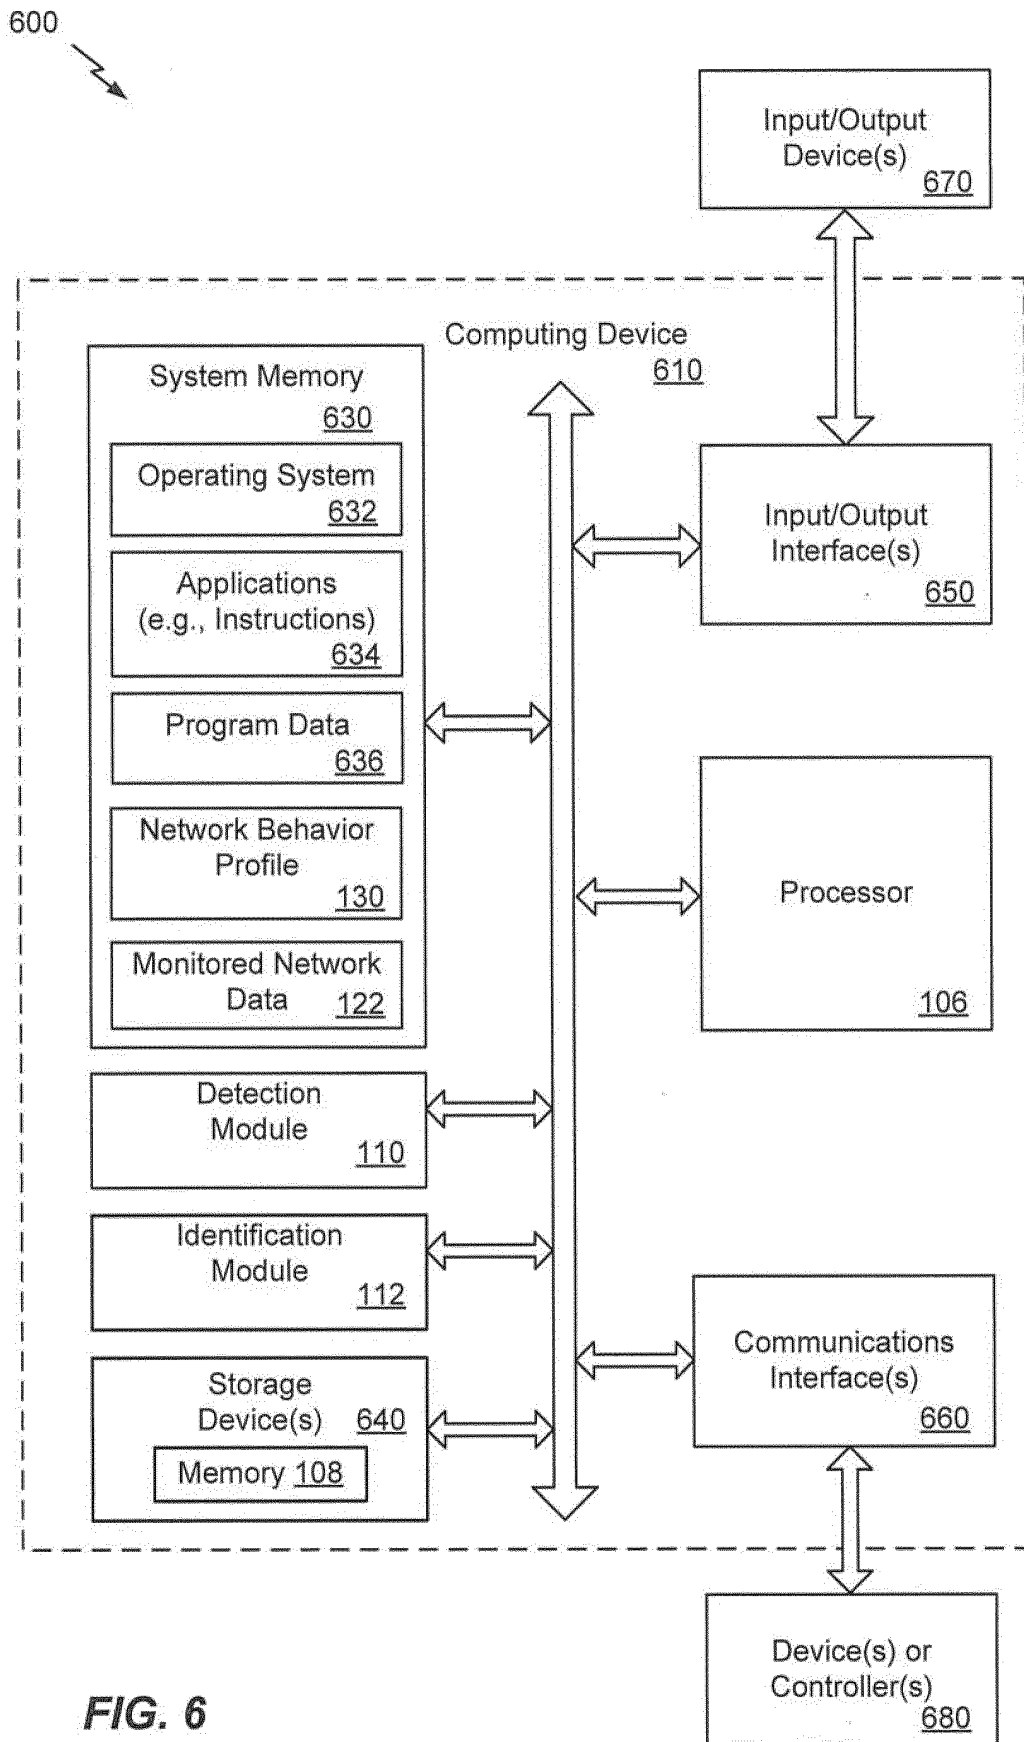 600
Input/Output
Device(s)
670
Computing Device
610
System Memory
630
Operating System
632
Applications
(e.g., Instructions)
634
Program Data
636
Network Behavior
Profile
130
Monitored Network
Data 122
Detection
Module
110
Identification
Module
112
Storage
Device(s) 640
Memory 108
Input/Output
Interface(s)
650
Processor
106
Communications
Interface(s)
660
Device(s) or
Controller(s)
680
FIG. 6